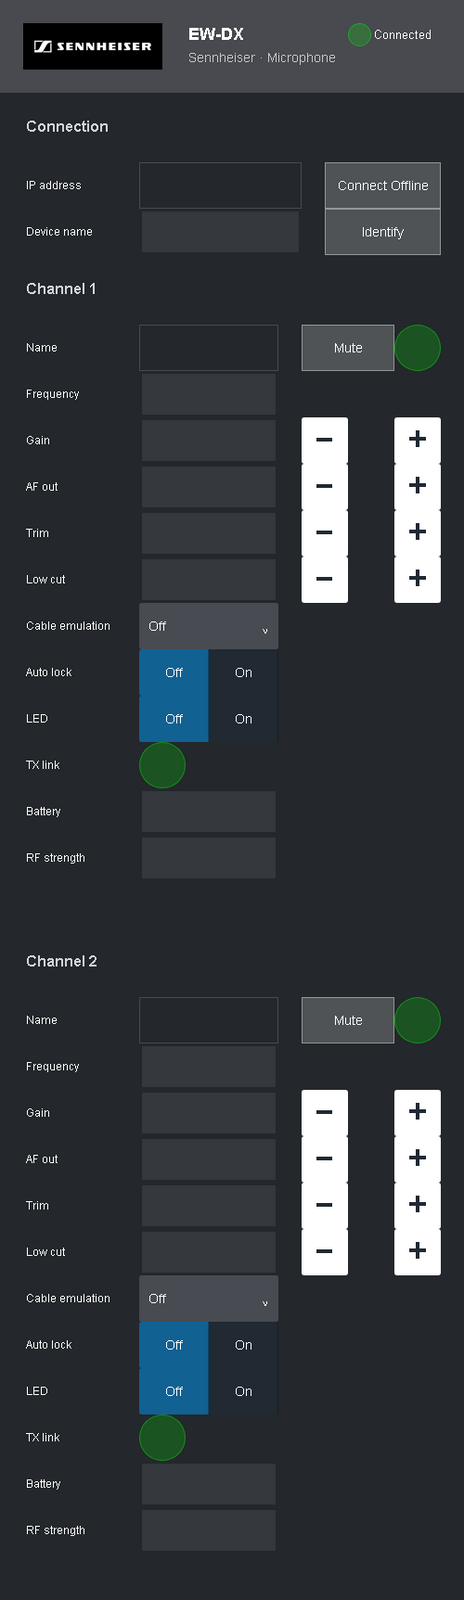 SENNHEISER
EW-DX
Sennheiser · Microphone
Connected
Connection
IP address
Connect Offline
Device name
Identify
Channel 1
Name
Mute
Frequency
Gain
− +
AF out
− +
Trim
− +
Low cut
− +
Cable emulation
Off
v
Auto lock
Off On
LED
Off On
TX link
Battery
RF strength
Channel 2
Name
Mute
Frequency
Gain
− +
AF out
− +
Trim
− +
Low cut
− +
Cable emulation
Off
v
Auto lock
Off On
LED
Off On
TX link
Battery
RF strength